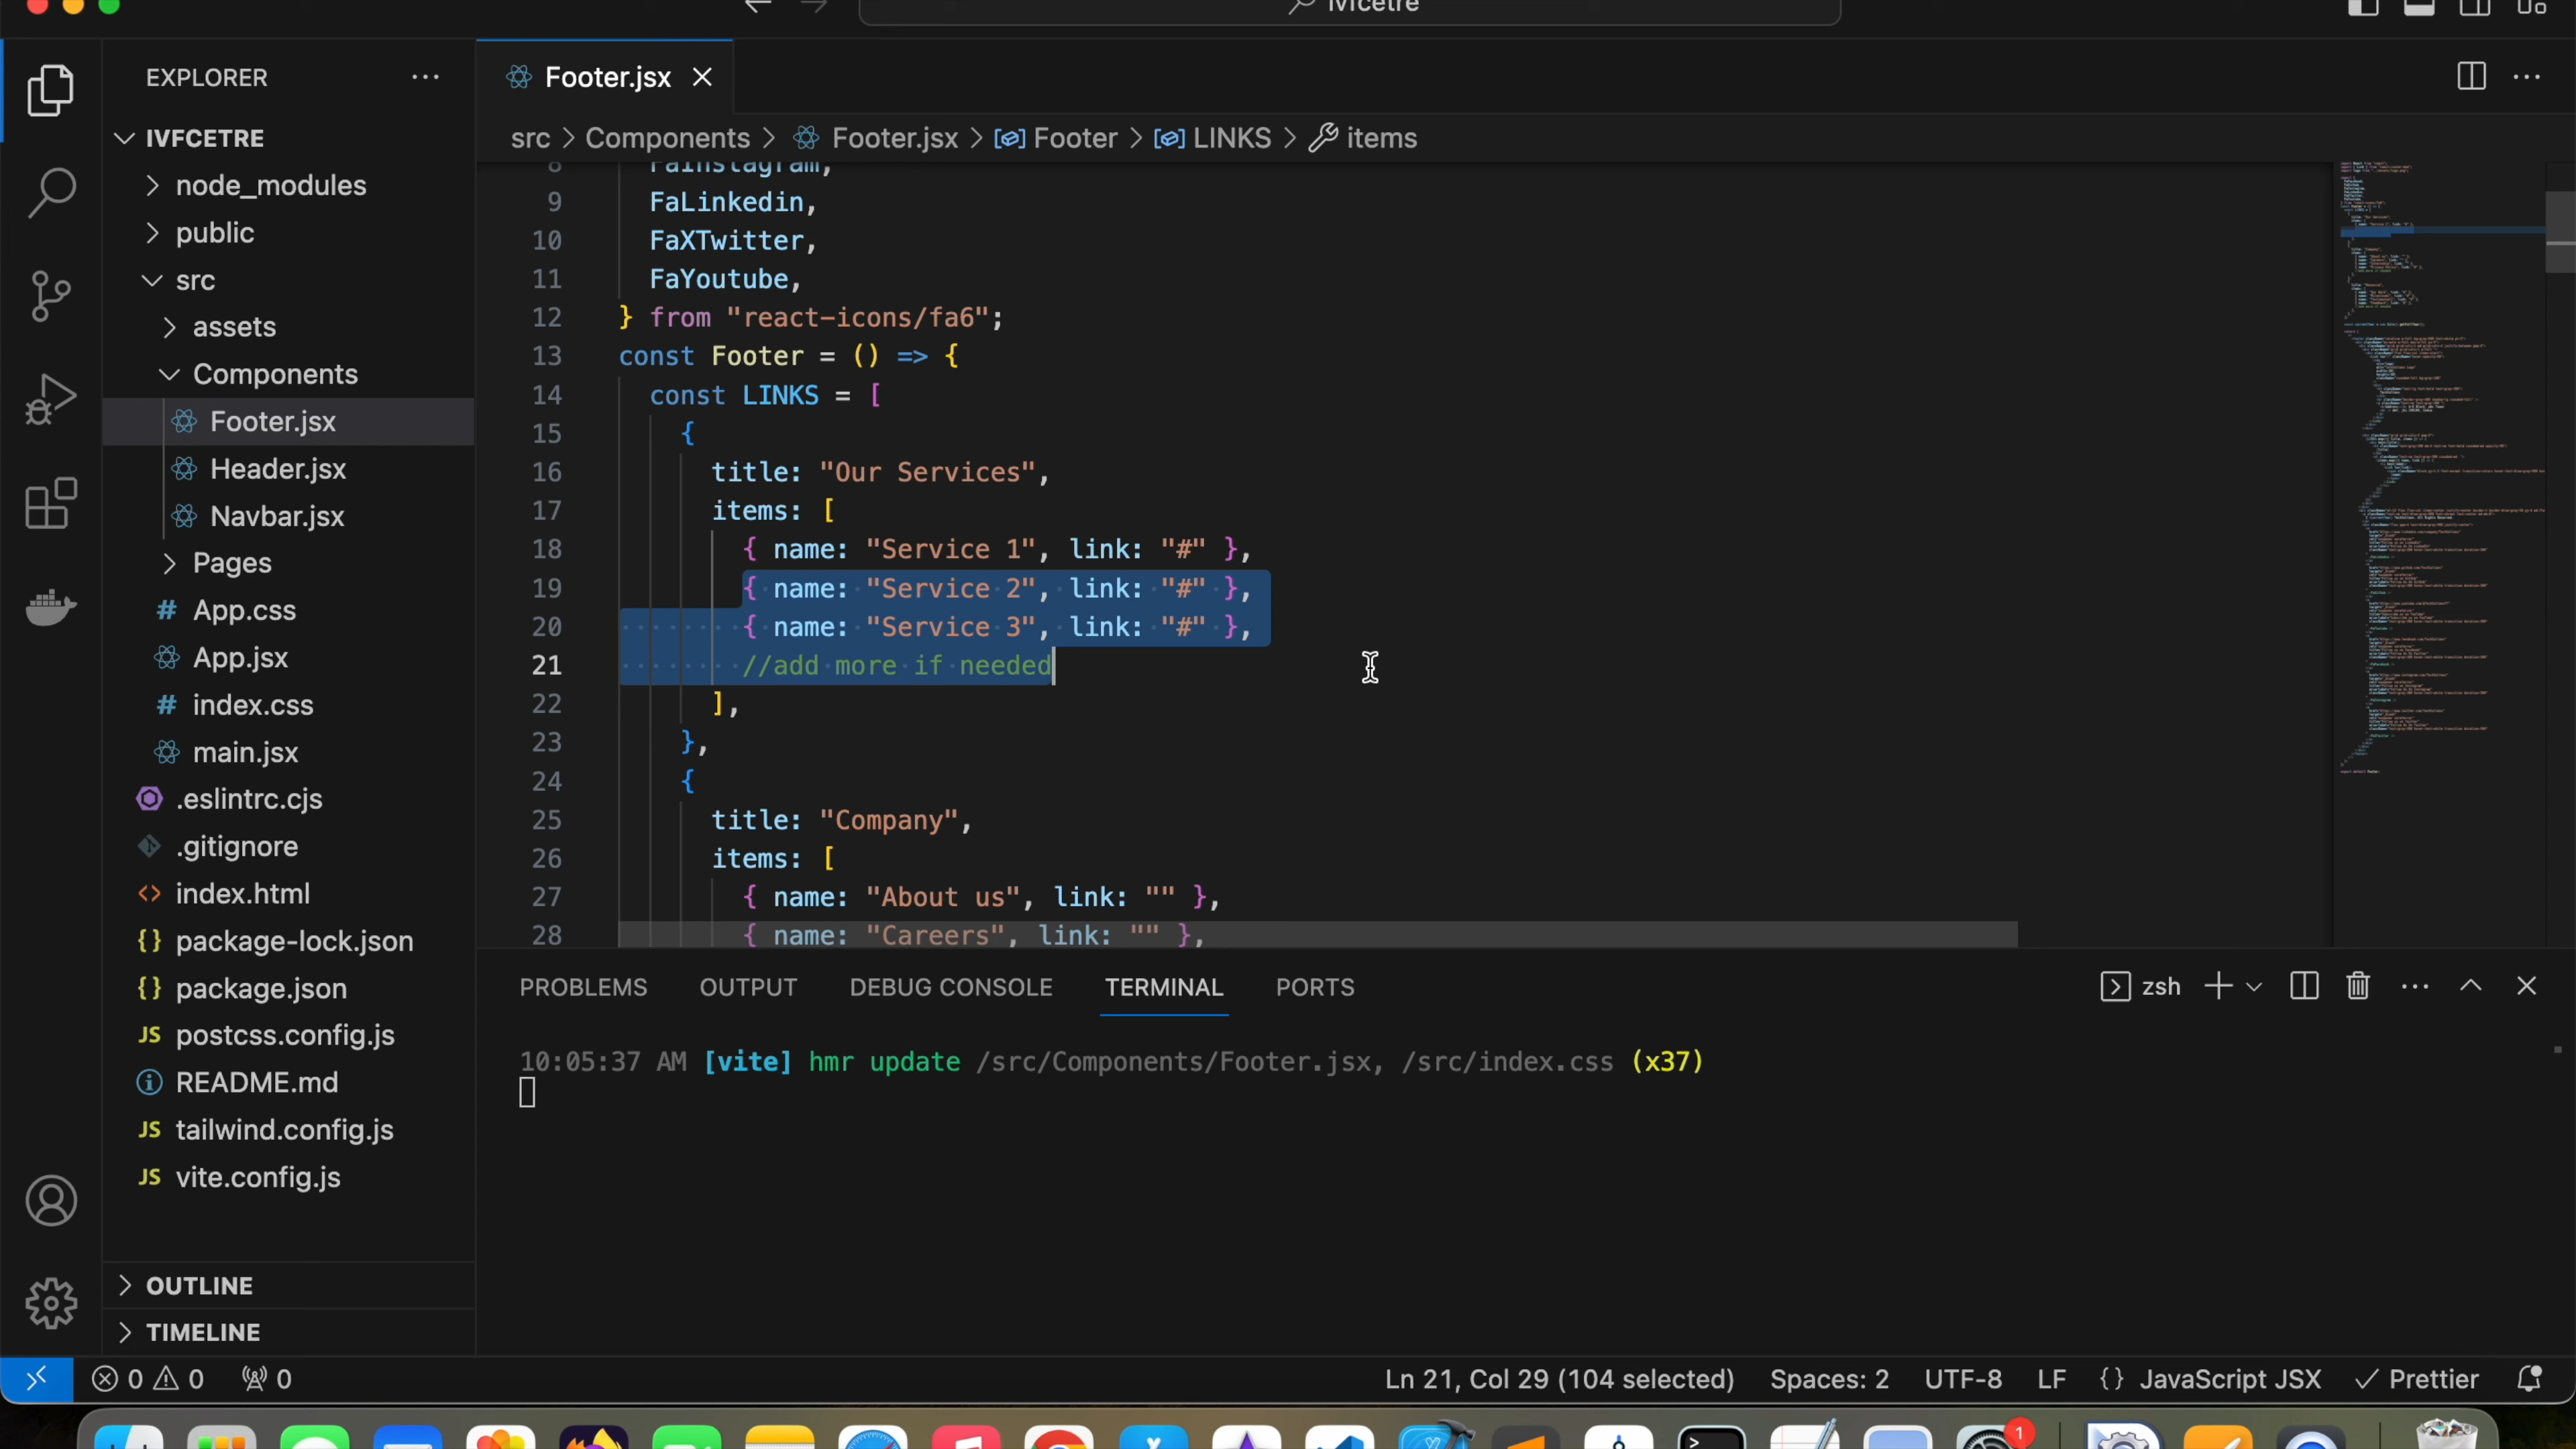 ivfcetre
EXPLORER
Footer.jsx
src > Components > Footer.jsx > Footer > LINKS > items
IVFCETRE
node_modules
public
src
assets
Components
Footer.jsx
Header.jsx
Navbar.jsx
Pages
App.css
App.jsx
index.css
main.jsx
.eslintrc.cjs
.gitignore
index.html
package-lock.json
package.json
postcss.config.js
README.md
tailwind.config.js
vite.config.js
OUTLINE
TIMELINE
8 FaInstagram,
9 FaLinkedin,
10 FaXTwitter,
11 FaYoutube,
12 } from "react-icons/fa6";
13 const Footer = () => {
14 const LINKS = [
15 {
16 title: "Our Services",
17 items: [
18 { name: "Service 1", link: "#" },
19 { name: "Service 2", link: "#" },
20 { name: "Service 3", link: "#" },
21 //add more if needed
22 ],
23 },
24 {
25 title: "Company",
26 items: [
27 { name: "About us", link: "" },
28 { name: "Careers", link: "" },
PROBLEMS OUTPUT DEBUG CONSOLE TERMINAL PORTS zsh
10:05:37 AM [vite] hmr update /src/Components/Footer.jsx, /src/index.css (x37)
0 0 0 Ln 21, Col 29 (104 selected) Spaces: 2 UTF-8 LF {} JavaScript JSX Prettier
1